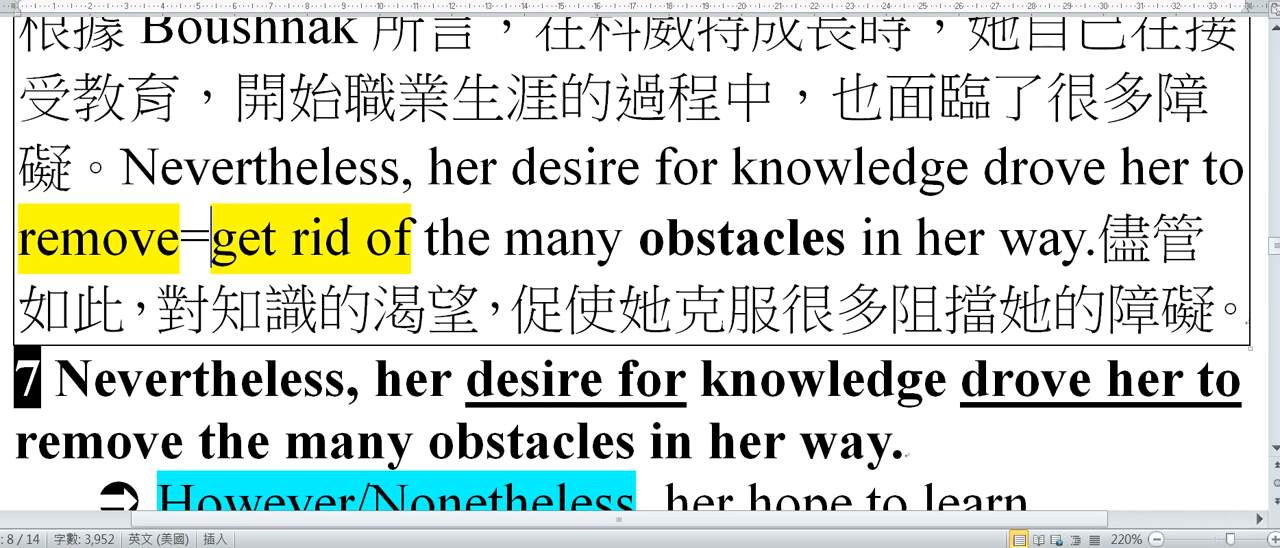 根據 Boushnak 所言，在科威特成長時，她自己在接
受教育，開始職業生涯的過程中，也面臨了很多障
礙。Nevertheless, her desire for knowledge drove her to
remove=get rid of the many obstacles in her way.儘管
如此，對知識的渴望，促使她克服很多阻擋她的障礙。
7 Nevertheless, her desire for knowledge drove her to
remove the many obstacles in her way.
However/Nonetheless, her hope to learn
: 8 / 14 字數: 3,952 英文 (美國) 插入 220%